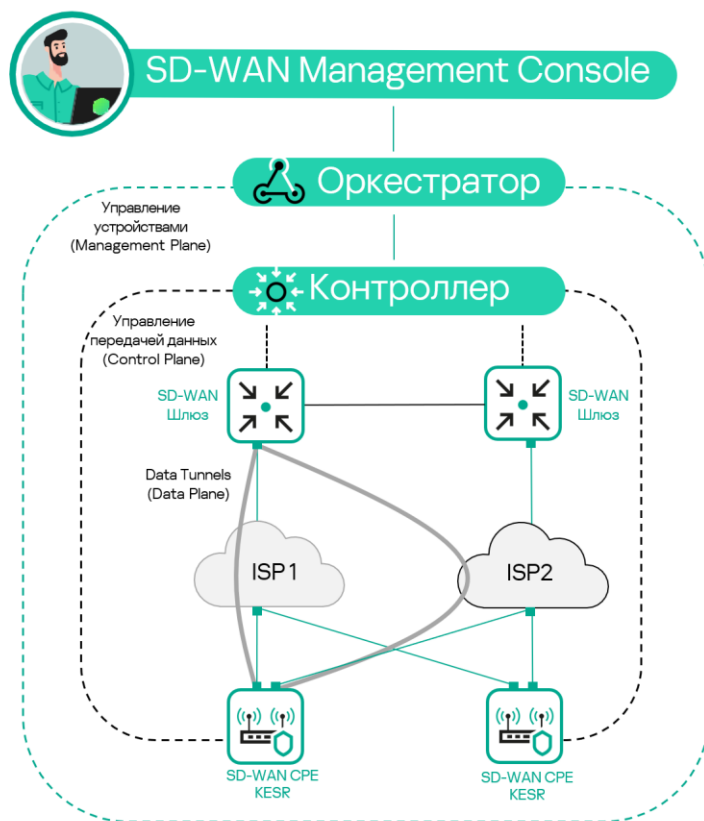 SD-WAN Management Console
Оркестратор
Управление
устройствами
(Management Plane)
Контроллер
Управление
передачей данных
(Control Plane)
SD-WAN
Шлюз
SD-WAN
Шлюз
Data Tunnels
(Data Plane)
ISP 1
ISP2
SD-WAN CPE
KESR
SD-WAN CPE
KESR